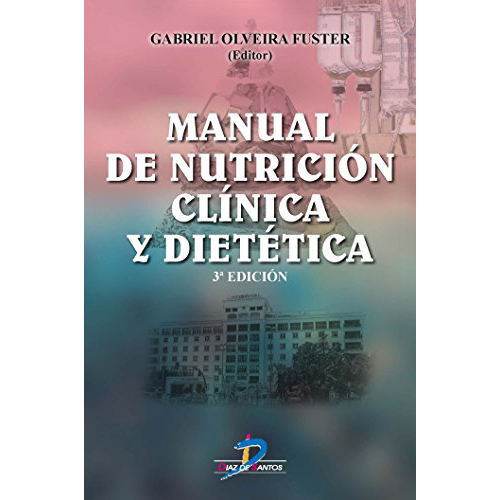 GABRIEL OLVEIRA FUSTER
(Editor)
MANUAL
DE NUTRICIÓN
CLÍNICA
Y DIETÉTICA
3ª EDICIÓN
DIAZ DE SANTOS